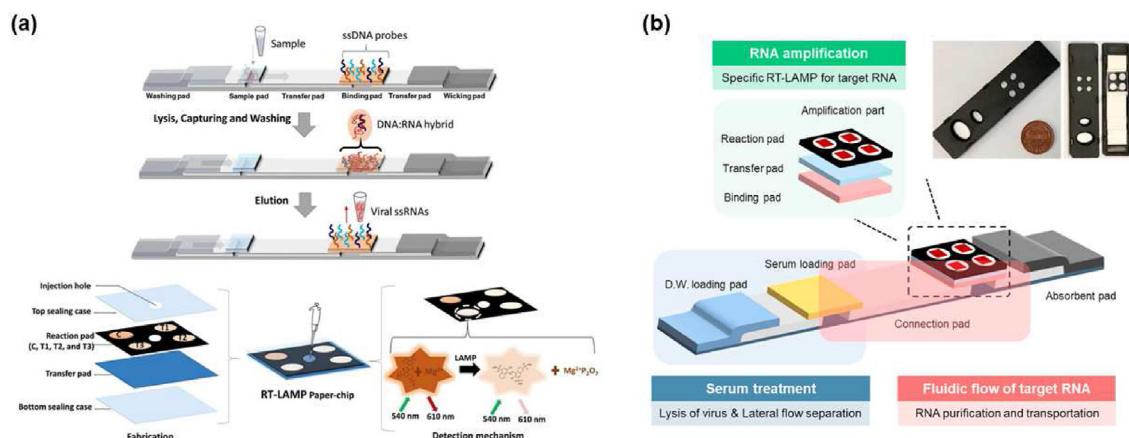 (a)
Sample
ssDNA probes
Washing pad
Sample pad
Transfer pad
Binding pad
Transfer pad
Wicking pad
Lysis, Capturing and Washing
DNA:RNA hybrid
Elution
Viral ssRNAs
Injection hole
Top sealing case
Reaction pad
(C, T1, T2, and T3)
C
T1
T2
T3
Transfer pad
Bottom sealing case
Fabrication
RT-LAMP Paper-chip
LAMP
540 nm
610 nm
540 nm
610 nm
Detection mechanism
(b)
RNA amplification
Specific RT-LAMP for target RNA
Amplification part
Reaction pad
Transfer pad
Binding pad
Serum loading pad
D.W. loading pad
Absorbent pad
Connection pad
Serum treatment
Lysis of virus & Lateral flow separation
Fluidic flow of target RNA
RNA purification and transportation